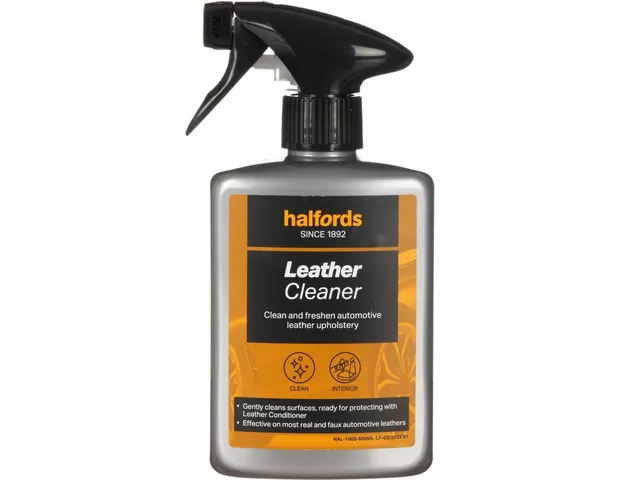 halfords
SINCE 1892
Leather
Cleaner
Clean and freshen automotive
leather upholstery
CLEAN
INTERIOR
• Gently cleans surfaces, ready for protecting with
Leather Conditioner
• Effective on most real and faux automotive leathers